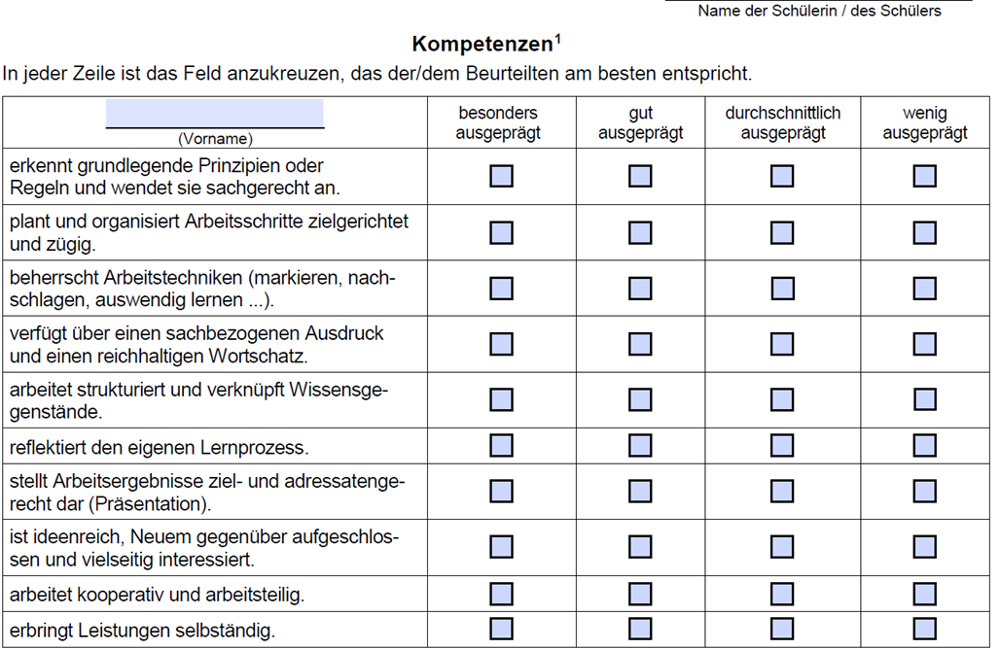 Name der Schülerin / des Schülers
Kompetenzen¹
In jeder Zeile ist das Feld anzukreuzen, das der/dem Beurteilten am besten entspricht.
(Vorname)
besonders
ausgeprägt
gut
ausgeprägt
durchschnittlich
ausgeprägt
wenig
ausgeprägt
erkennt grundlegende Prinzipien oder
Regeln und wendet sie sachgerecht an.
plant und organisiert Arbeitsschritte zielgerichtet
und zügig.
beherrscht Arbeitstechniken (markieren, nach-
schlagen, auswendig lernen ...).
verfügt über einen sachbezogenen Ausdruck
und einen reichhaltigen Wortschatz.
arbeitet strukturiert und verknüpft Wissensge-
genstände.
reflektiert den eigenen Lernprozess.
stellt Arbeitsergebnisse ziel- und adressatenge-
recht dar (Präsentation).
ist ideenreich, Neuem gegenüber aufgeschlos-
sen und vielseitig interessiert.
arbeitet kooperativ und arbeitsteilig.
erbringt Leistungen selbständig.